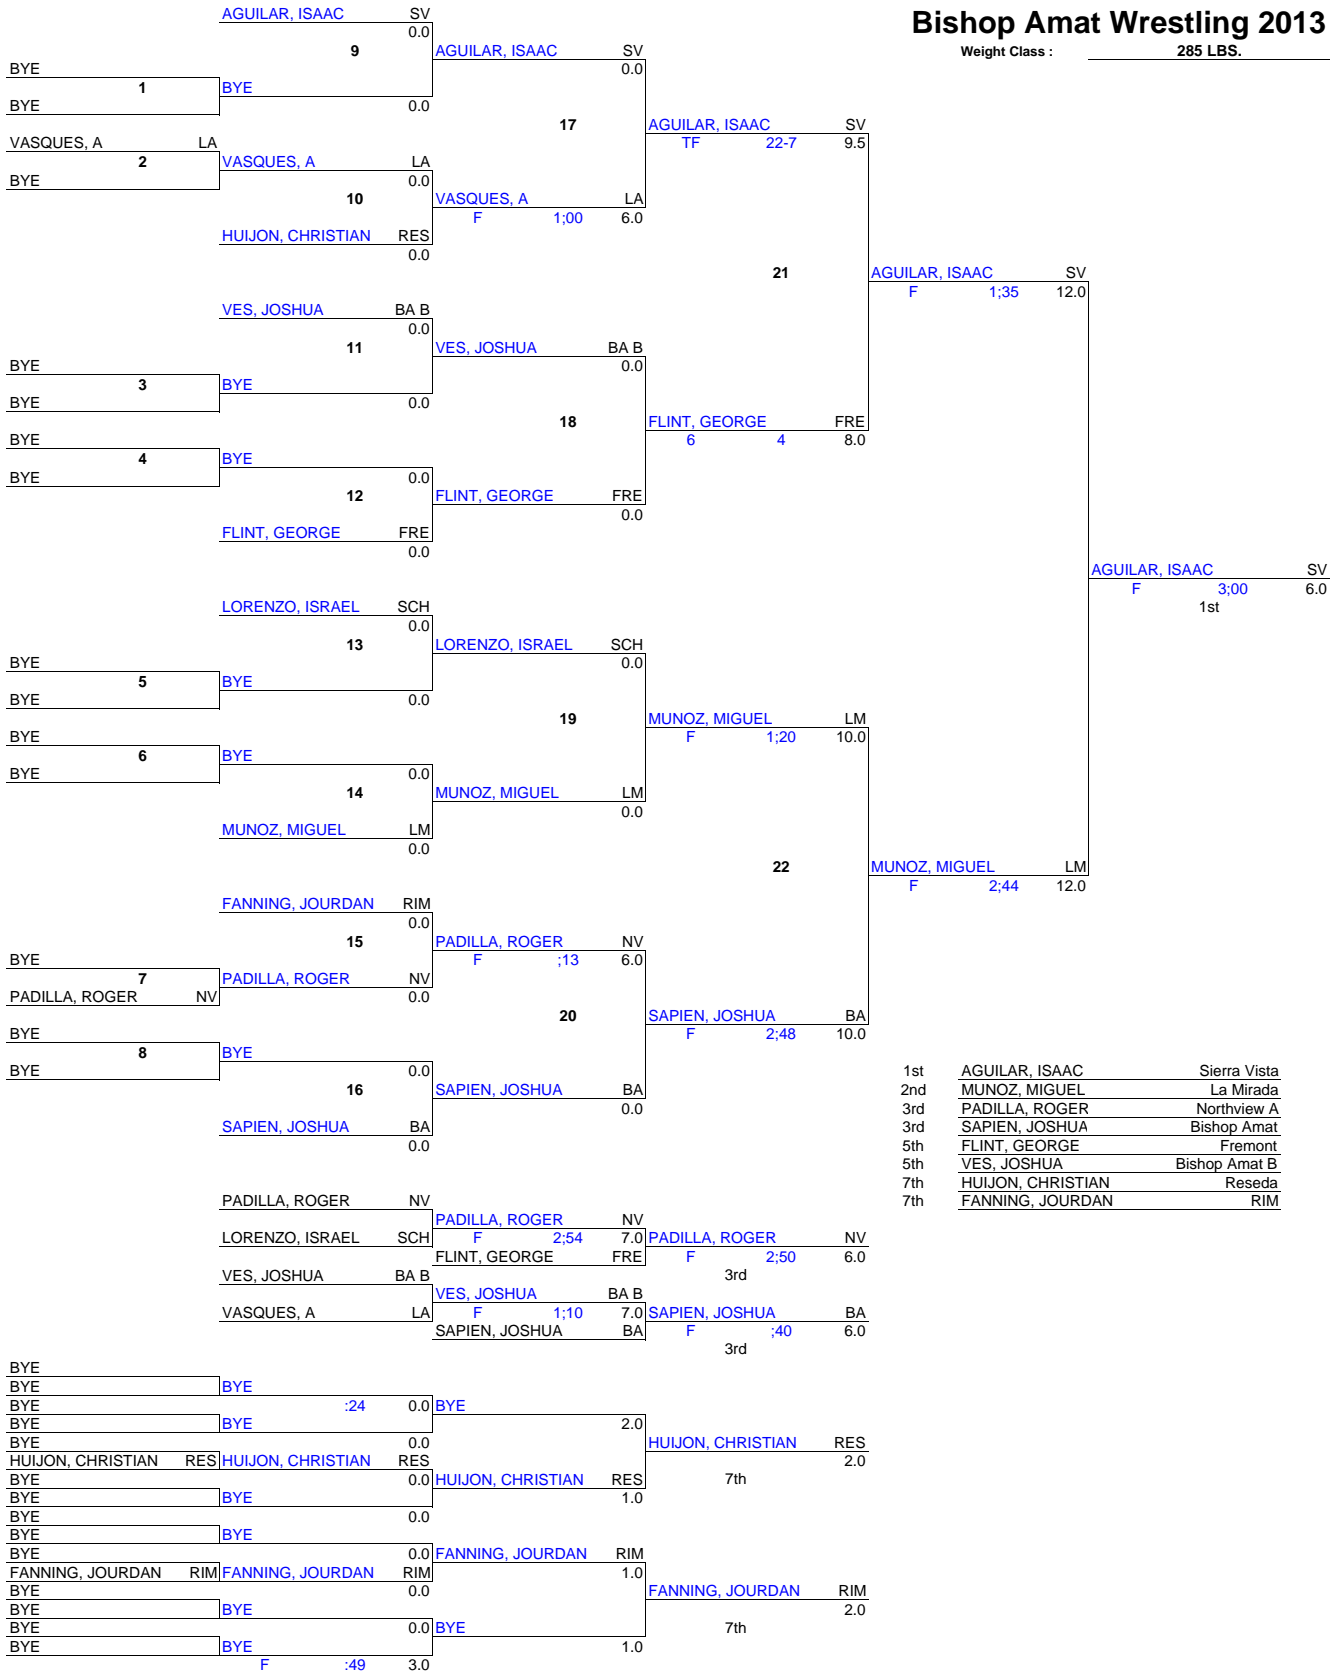 AGUILAR, ISAAC SV
Bishop Amat Wrestling 2013
0.0
9 AGUILAR, ISAAC SV
Weight Class : 285 LBS.
BYE 0.0
1 BYE
BYE 0.0
17 AGUILAR, ISAAC SV
VASQUES, A LA TF 22-7 9.5
2 VASQUES, A LA
BYE 0.0
10 VASQUES, A LA
F 1;00 6.0
HUIJON, CHRISTIAN RES
0.0
21 AGUILAR, ISAAC SV
F 1;35 12.0
VES, JOSHUA BA B
0.0
11 VES, JOSHUA BA B
BYE 0.0
3 BYE
BYE 0.0
18 FLINT, GEORGE FRE
BYE 6 4 8.0
4 BYE
BYE 0.0
12 FLINT, GEORGE FRE
0.0
FLINT, GEORGE FRE
0.0
AGUILAR, ISAAC SV
F 3;00 6.0
LORENZO, ISRAEL SCH 1st
0.0
13 LORENZO, ISRAEL SCH
BYE 0.0
5 BYE
BYE 0.0
19 MUNOZ, MIGUEL LM
BYE F 1;20 10.0
6 BYE
BYE 0.0
14 MUNOZ, MIGUEL LM
0.0
MUNOZ, MIGUEL LM
0.0
22 MUNOZ, MIGUEL LM
F 2;44 12.0
FANNING, JOURDAN RIM
0.0
15 PADILLA, ROGER NV
BYE F ;13 6.0
7 PADILLA, ROGER NV
PADILLA, ROGER NV 0.0
20 SAPIEN, JOSHUA BA
BYE F 2;48 10.0
8 BYE
BYE 0.0
1st AGUILAR, ISAAC Sierra Vista
16 SAPIEN, JOSHUA BA
2nd MUNOZ, MIGUEL La Mirada
0.0
3rd PADILLA, ROGER Northview A
SAPIEN, JOSHUA BA
3rd SAPIEN, JOSHUA Bishop Amat
0.0
5th FLINT, GEORGE Fremont
5th VES, JOSHUA Bishop Amat B
7th HUIJON, CHRISTIAN Reseda
7th FANNING, JOURDAN RIM
PADILLA, ROGER NV
PADILLA, ROGER NV
LORENZO, ISRAEL SCH F 2;54 7.0 PADILLA, ROGER NV
FLINT, GEORGE FRE F 2;50 6.0
VES, JOSHUA BA B 3rd
VES, JOSHUA BA B
VASQUES, A LA F 1;10 7.0 SAPIEN, JOSHUA BA
SAPIEN, JOSHUA BA F ;40 6.0
3rd
BYE
BYE BYE
BYE :24 0.0 BYE
BYE BYE 2.0
BYE 0.0 HUIJON, CHRISTIAN RES
HUIJON, CHRISTIAN RES HUIJON, CHRISTIAN RES 2.0
BYE 0.0 HUIJON, CHRISTIAN RES 7th
BYE BYE 1.0
BYE 0.0
BYE BYE
BYE 0.0 FANNING, JOURDAN RIM
FANNING, JOURDAN RIM FANNING, JOURDAN RIM 1.0
BYE 0.0 FANNING, JOURDAN RIM
BYE BYE 2.0
BYE 0.0 BYE 7th
BYE BYE 1.0
F :49 3.0